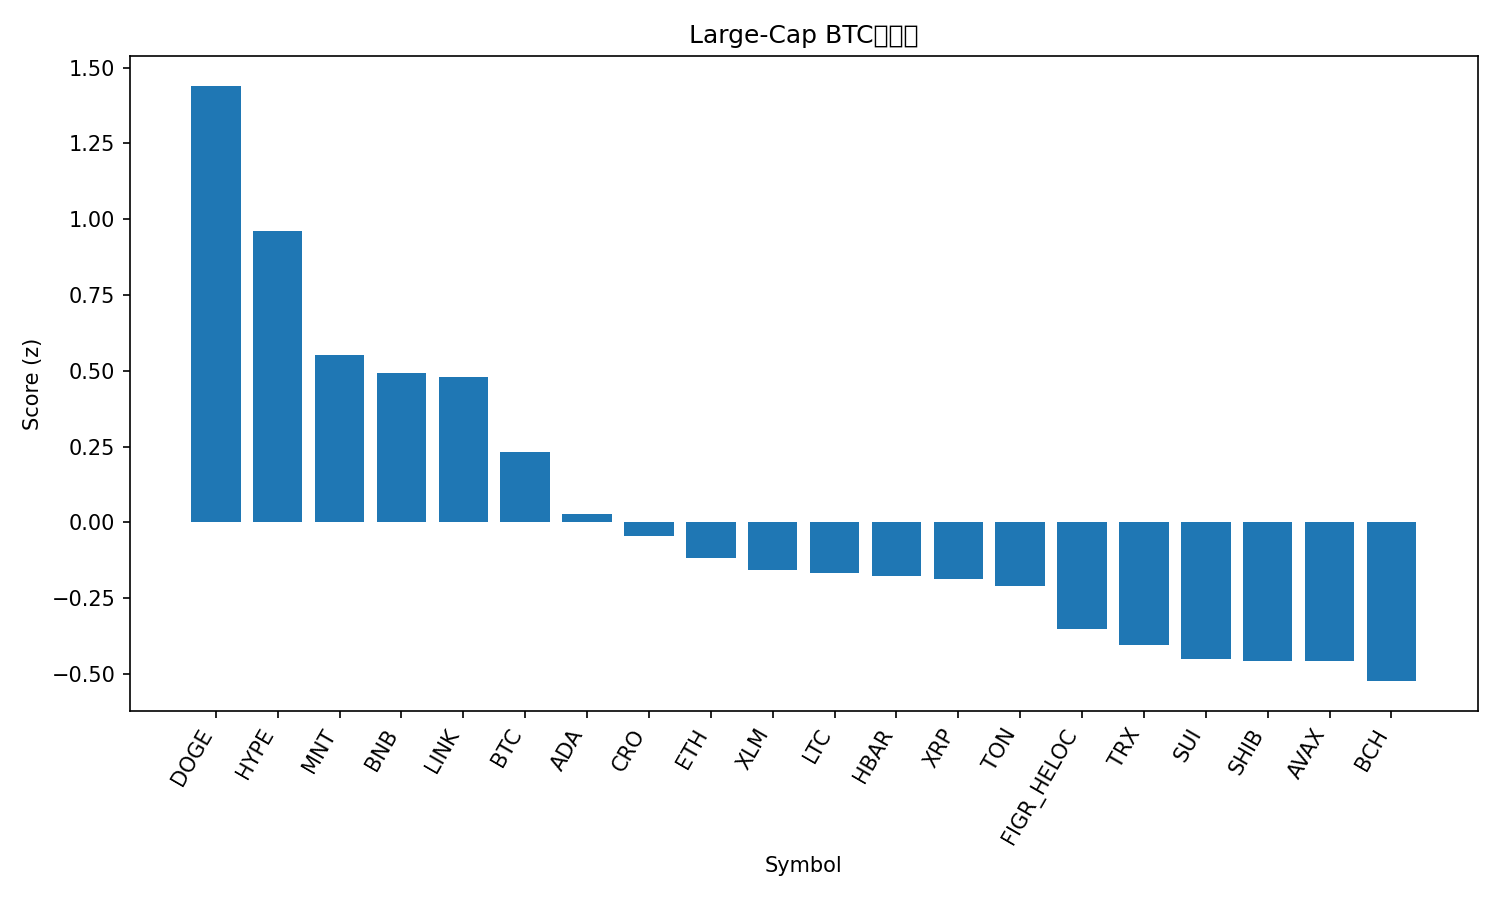 Large-Cap BTC
1.50
1.25
1.00
0.75
0.50
0.25
0.00
−0.25
−0.50
Score (z)
DOGE
HYPE
MNT
BNB
LINK
BTC
ADA
CRO
ETH
XLM
LTC
HBAR
XRP
TON
FIGR_HELOC
TRX
SUI
SHIB
AVAX
BCH
Symbol